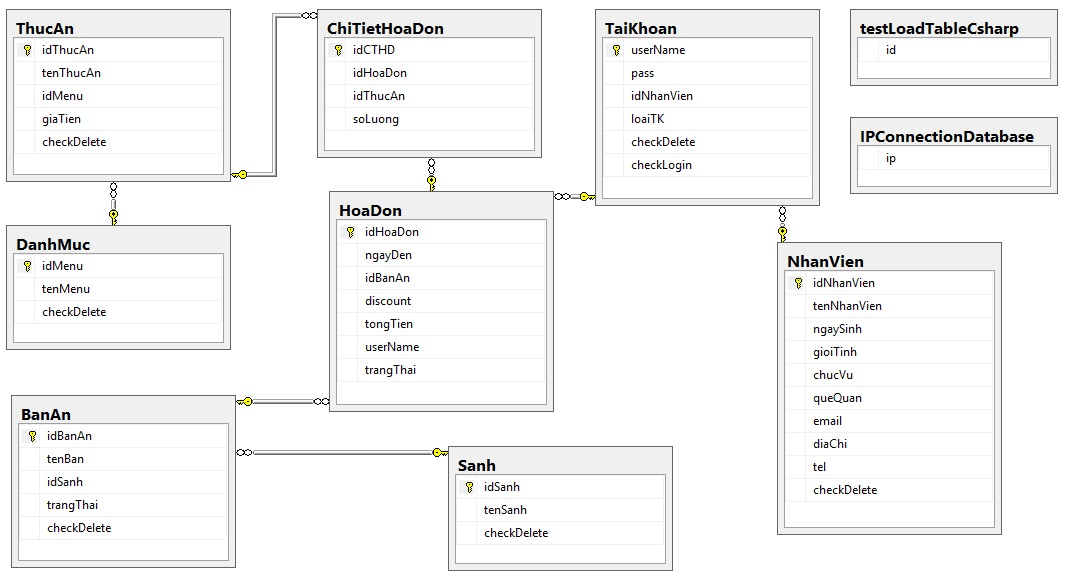 ThucAn
idThucAn
tenThucAn
idMenu
giaTien
checkDelete
ChiTietHoaDon
idCTHD
idHoaDon
idThucAn
soLuong
TaiKhoan
userName
pass
idNhanVien
loaiTK
checkDelete
checkLogin
testLoadTableCsharp
id
IPConnectionDatabase
ip
DanhMuc
idMenu
tenMenu
checkDelete
HoaDon
idHoaDon
ngayDen
idBanAn
discount
tongTien
userName
trangThai
NhanVien
idNhanVien
tenNhanVien
ngaySinh
gioiTinh
chucVu
queQuan
email
diaChi
tel
checkDelete
BanAn
idBanAn
tenBan
idSanh
trangThai
checkDelete
Sanh
idSanh
tenSanh
checkDelete